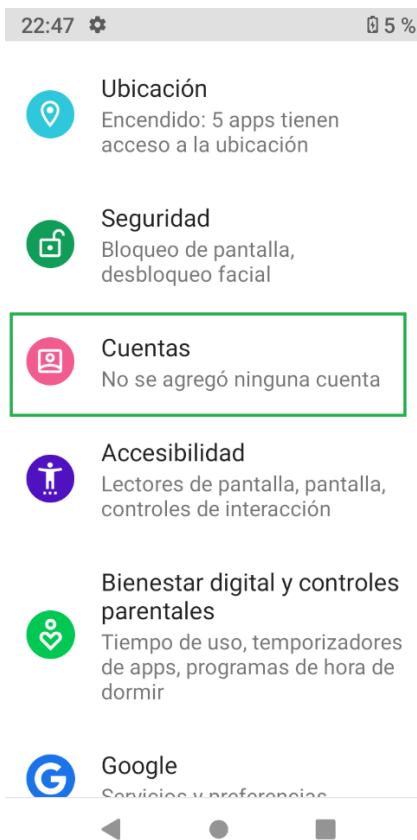 22:47 5 %
Ubicación
Encendido: 5 apps tienen
acceso a la ubicación
Seguridad
Bloqueo de pantalla,
desbloqueo facial
Cuentas
No se agregó ninguna cuenta
Accesibilidad
Lectores de pantalla, pantalla,
controles de interacción
Bienestar digital y controles
parentales
Tiempo de uso, temporizadores
de apps, programas de hora de
dormir
Google
Servicios y preferencias